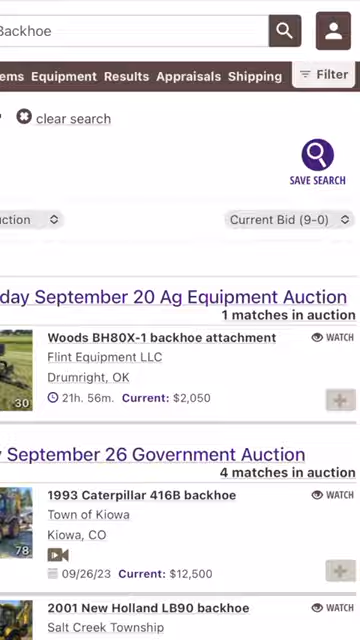 Backhoe
Equipment Results Appraisals Shipping Filter
clear search
SAVE SEARCH
Current Bid (9-0)
September 20 Ag Equipment Auction
1 matches in auction
Woods BH80X-1 backhoe attachment
WATCH
Flint Equipment LLC
Drumright, OK
30
21h. 56m. Current: $2,050
September 26 Government Auction
4 matches in auction
1993 Caterpillar 416B backhoe
WATCH
Town of Kiowa
Kiowa, CO
78
09/26/23 Current: $12,500
2001 New Holland LB90 backhoe
WATCH
Salt Creek Township